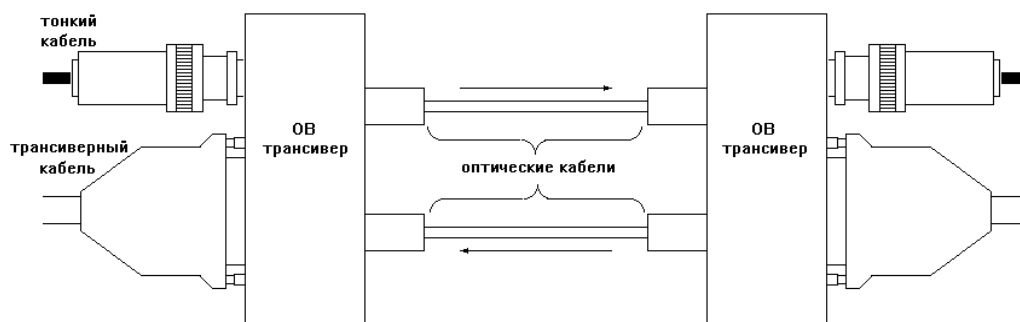 тонкий
кабель
трансиверный
кабель
ОВ
трансивер
оптические кабели
ОВ
трансивер